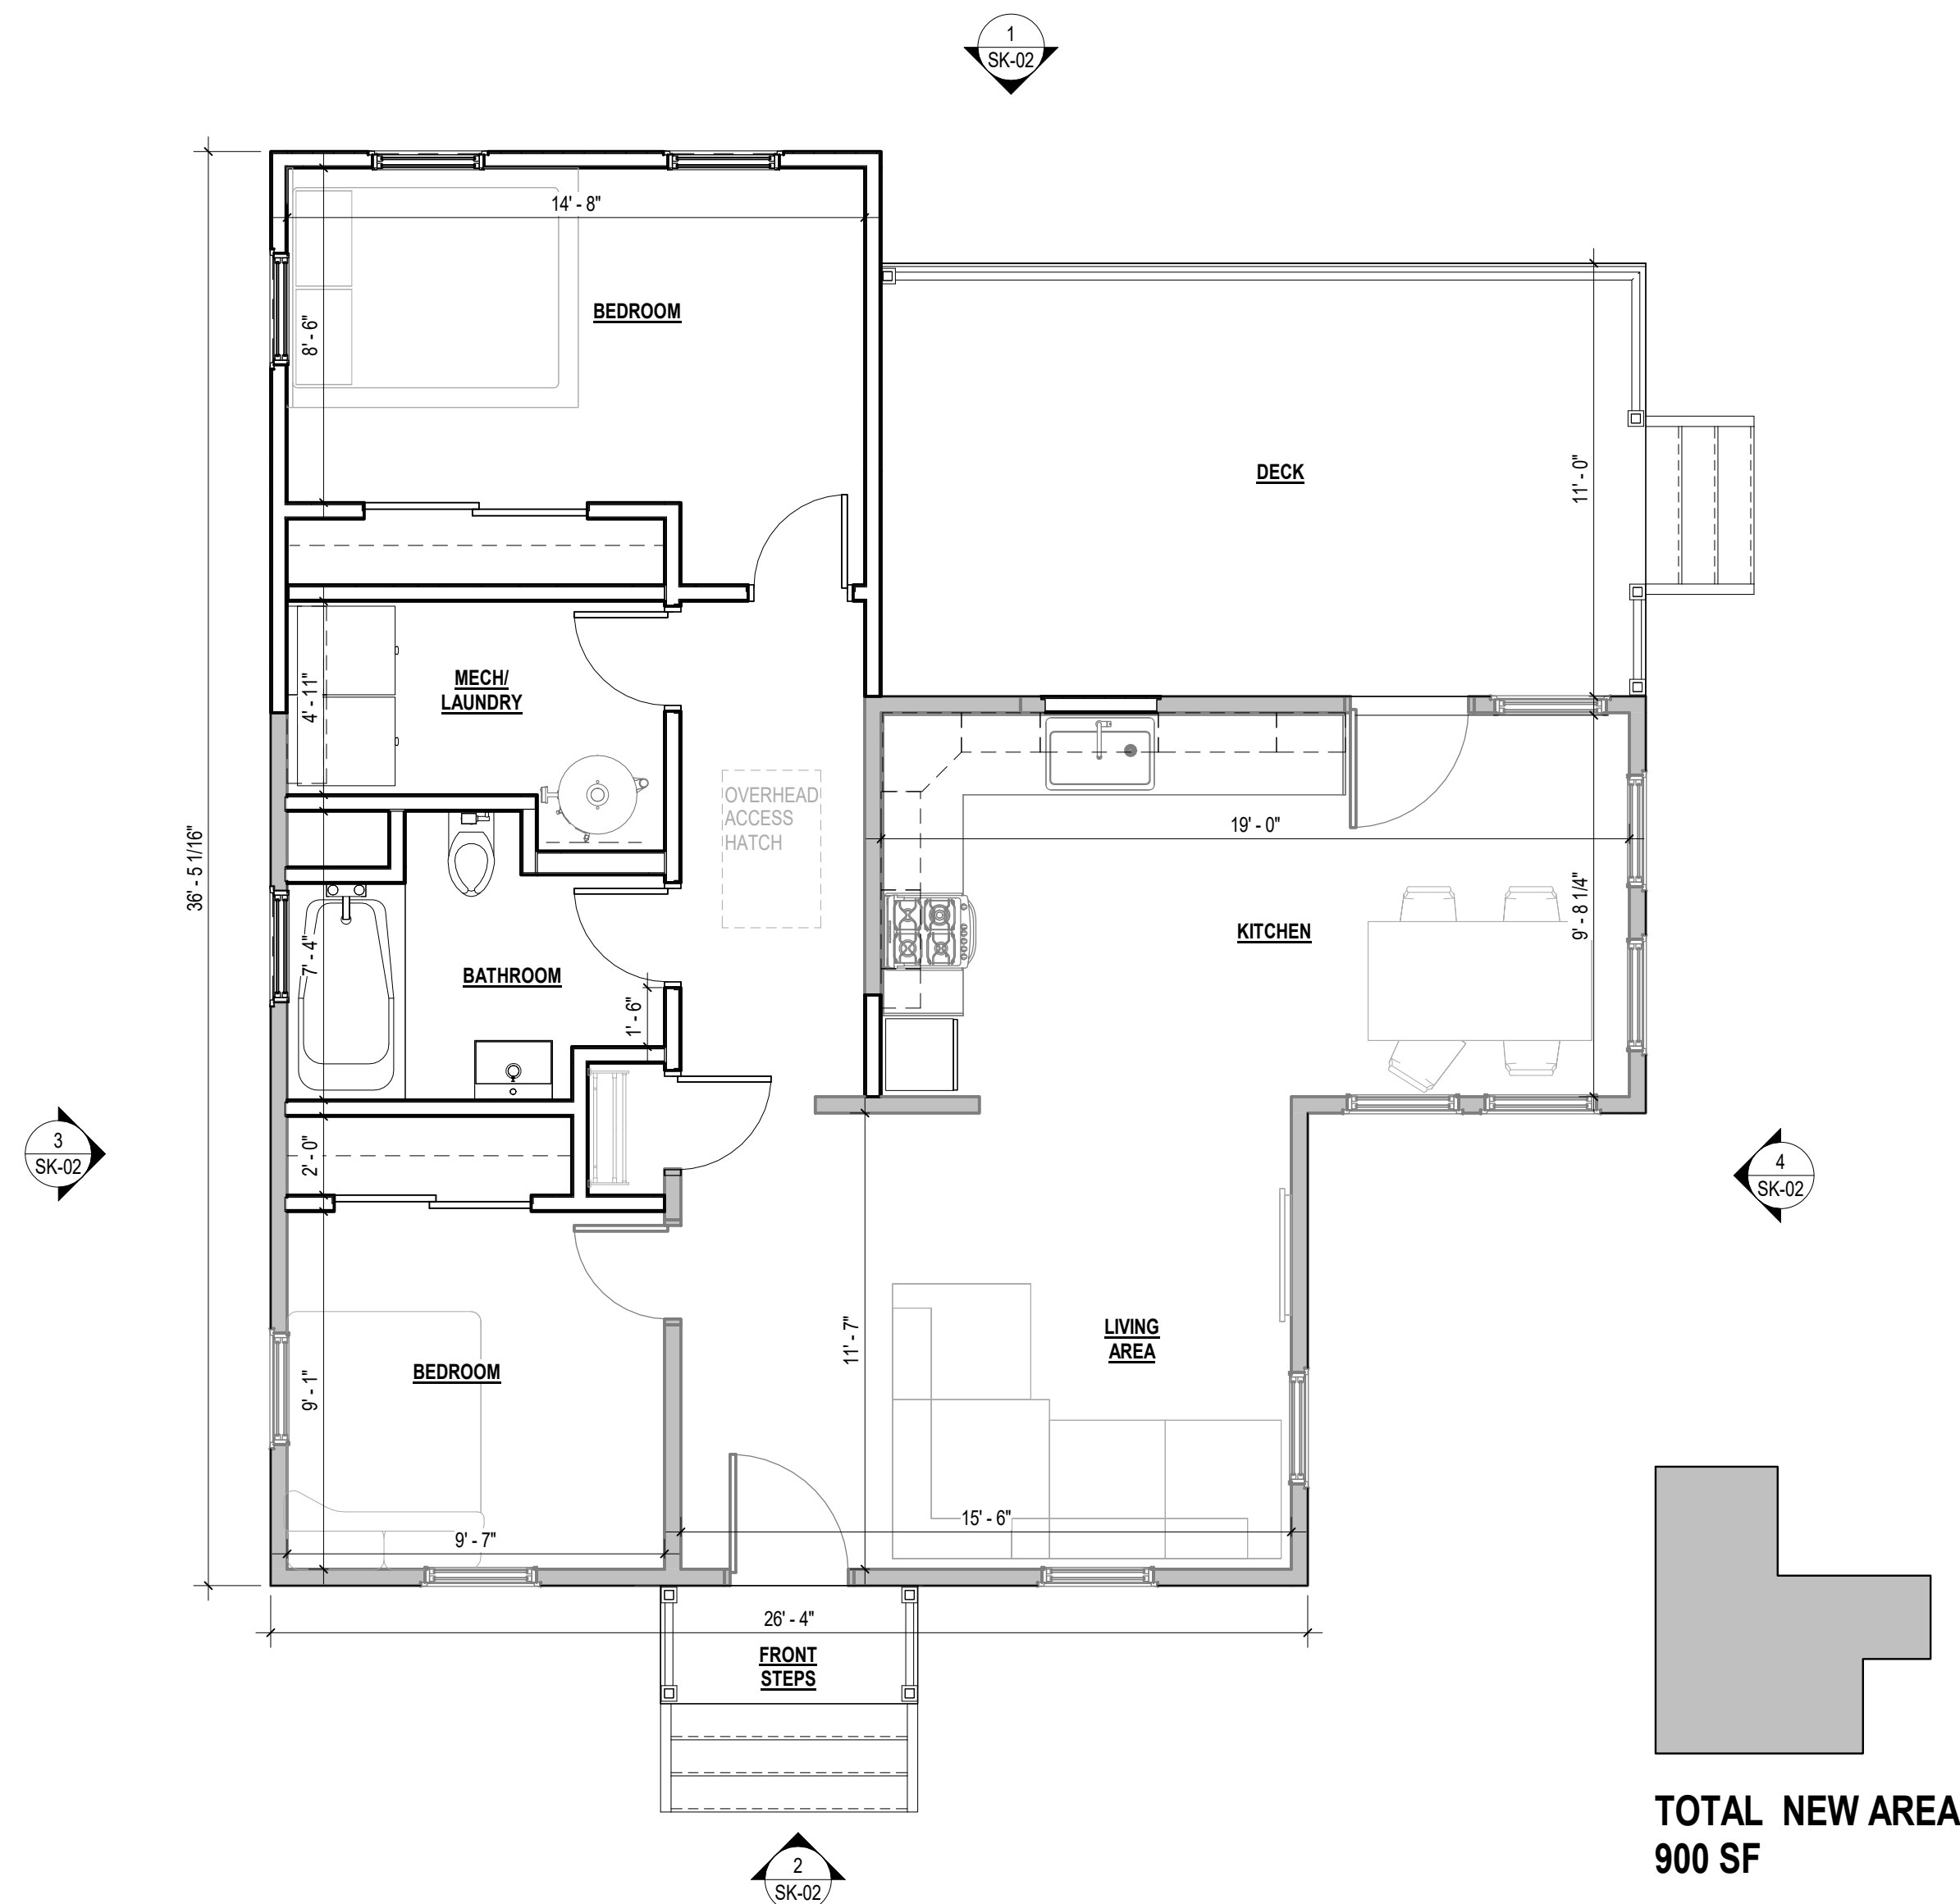 1
SK-02
14' - 8"
BEDROOM
8' - 6"
DECK
11' - 0"
MECH/
LAUNDRY
4' - 11"
OVERHEAD
ACCESS
HATCH
19' - 0"
36' - 5 1/16"
9' - 8 1/4"
KITCHEN
7' - 4"
BATHROOM
1' - 6"
3
SK-02
2' - 0"
4
SK-02
LIVING
AREA
11' - 7"
BEDROOM
9' - 1"
15' - 6"
9' - 7"
26' - 4"
FRONT
STEPS
TOTAL NEW AREA
900 SF
2
SK-02